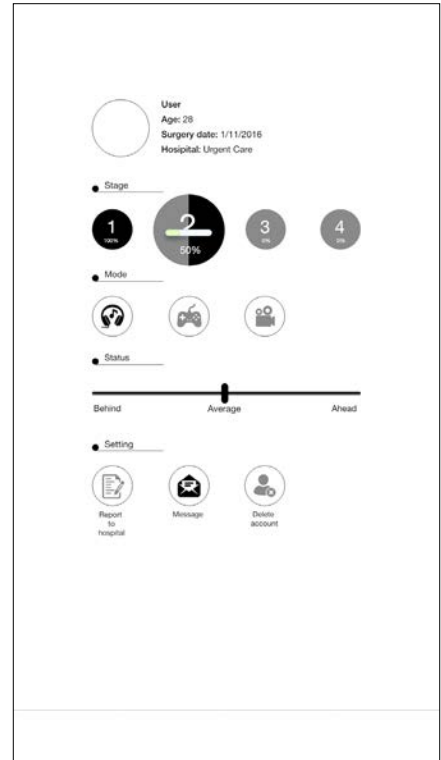 User
Age: 28
Surgery date: 1/11/2016
Hosipital: Urgent Care
Stage
1
100%
2
50%
3
0%
4
0%
Mode
Status
Behind Average Ahead
Setting
Report
to
hospital
Message
Delete
account